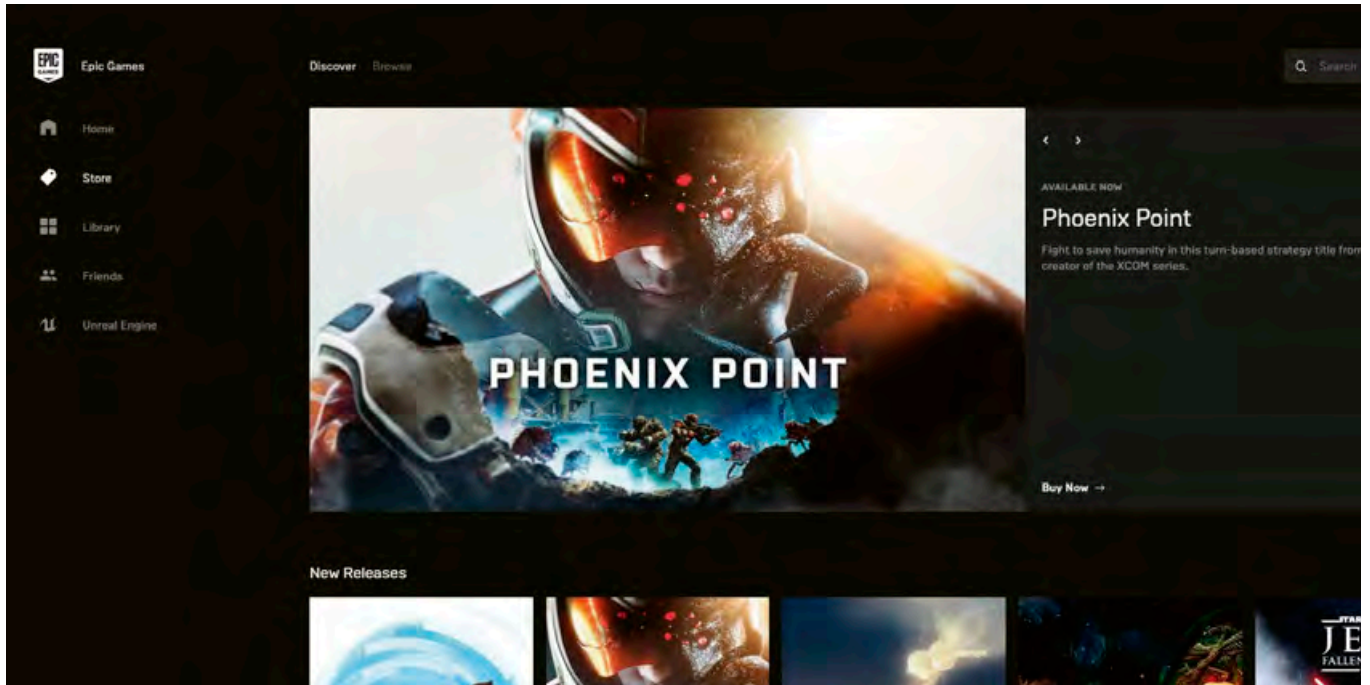 EPIC
GAMES
Epic Games
Home
Store
Library
Friends
Unreal Engine
Discover Browse
Search
PHOENIX POINT
AVAILABLE NOW
Phoenix Point
Fight to save humanity in this turn-based strategy title from
creator of the XCOM series.
Buy Now →
New Releases
STAR
JE
FALLEN